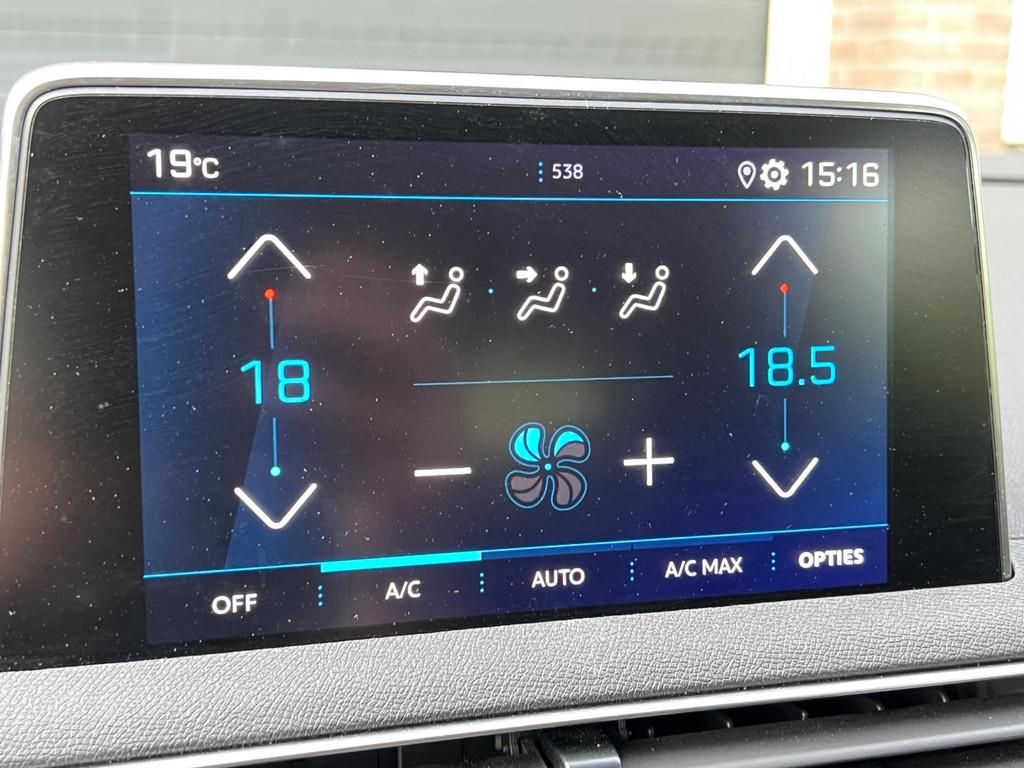 19°C 538 15:16
18 18.5
OFF A/C AUTO A/C MAX OPTIES